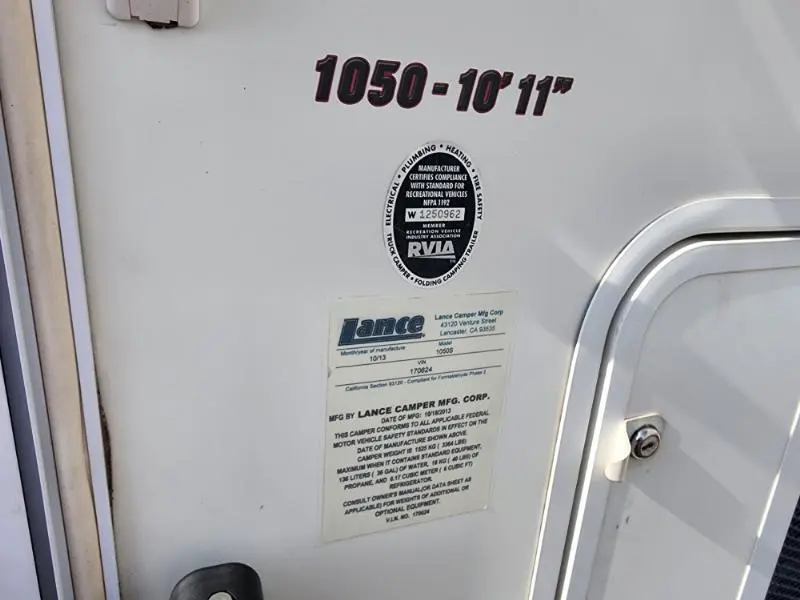 1050 - 10' 11"
ELECTRICAL • PLUMBING • HEATING • FIRE SAFETY
MANUFACTURER
CERTIFIES COMPLIANCE
WITH STANDARD FOR
RECREATIONAL VEHICLES
NFPA 1192
W 1250962
MEMBER
RECREATION VEHICLE
INDUSTRY ASSOCIATION
RVIA
TRUCK CAMPER • FOLDING CAMPING TRAILER
Lance
Lance Camper Mfg Corp
43120 Venture Street
Lancaster, CA 93535
Month/year of manufacture
Model
10/13
1050S
VIN
170624
California Section 93120 - Compliant for Formaldehyde Phase 2
MFG BY LANCE CAMPER MFG. CORP.
DATE OF MFG: 10/18/2013
THIS CAMPER CONFORMS TO ALL APPLICABLE FEDERAL
MOTOR VEHICLE SAFETY STANDARDS IN EFFECT ON THE
DATE OF MANUFACTURE SHOWN ABOVE.
CAMPER WEIGHT IS 1525 KG ( 3364 LBS)
MAXIMUM WHEN IT CONTAINS STANDARD EQUIPMENT,
136 LITERS ( 36 GAL) OF WATER, 18 KG ( 40 LBS) OF
PROPANE, AND 0.17 CUBIC METER ( 6 CUBIC FT)
REFRIGERATOR.
CONSULT OWNER'S MANUAL(OR DATA SHEET AS
APPLICABLE) FOR WEIGHTS OF ADDITIONAL OR
OPTIONAL EQUIPMENT.
V.I.N. NO. 170624